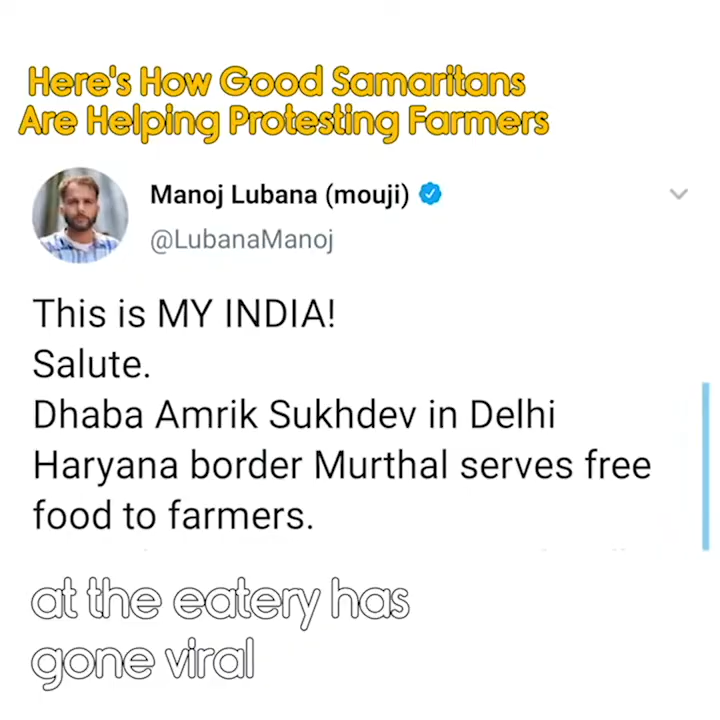 Here's How Good Samaritans
Are Helping Protesting Farmers
Manoj Lubana (mouji)
@LubanaManoj
This is MY INDIA!
Salute.
Dhaba Amrik Sukhdev in Delhi
Haryana border Murthal serves free
food to farmers.
at the eatery has
gone viral